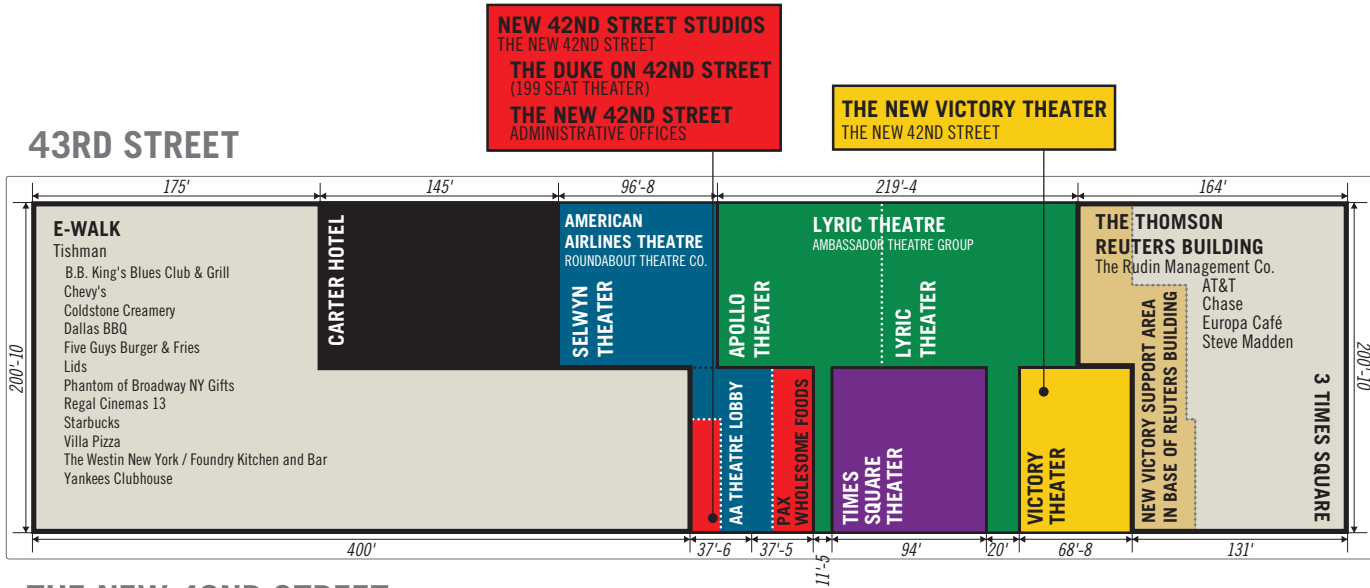 NEW 42ND STREET STUDIOS
THE NEW 42ND STREET
THE DUKE ON 42ND STREET
(199 SEAT THEATER)
THE NEW 42ND STREET
ADMINISTRATIVE OFFICES
THE NEW VICTORY THEATER
THE NEW 42ND STREET
43RD STREET
175'
145'
96'-8
219'-4
164'
200'-10
E-WALK
Tishman
B.B. King's Blues Club & Grill
Chevy's
Coldstone Creamery
Dallas BBQ
Five Guys Burger & Fries
Lids
Phantom of Broadway NY Gifts
Regal Cinemas 13
Starbucks
Villa Pizza
The Westin New York / Foundry Kitchen and Bar
Yankees Clubhouse
CARTER HOTEL
AMERICAN
AIRLINES THEATRE
ROUNDABOUT THEATRE CO.
SELWYN
THEATER
LYRIC THEATRE
AMBASSADOR THEATRE GROUP
APOLLO
THEATER
LYRIC
THEATER
THE THOMSON
REUTERS BUILDING
The Rudin Management Co.
AT&T
Chase
Europa Café
Steve Madden
200'-10
AA THEATRE LOBBY
PAX
WHOLESOME FOODS
TIMES
SQUARE
THEATER
VICTORY
THEATER
NEW VICTORY SUPPORT AREA
IN BASE OF REUTERS BUILDING
3 TIMES SQUARE
400'
37'-6
37'-5
11'-5
94'
20'
68'-8
131'
THE NEW 42ND STREET